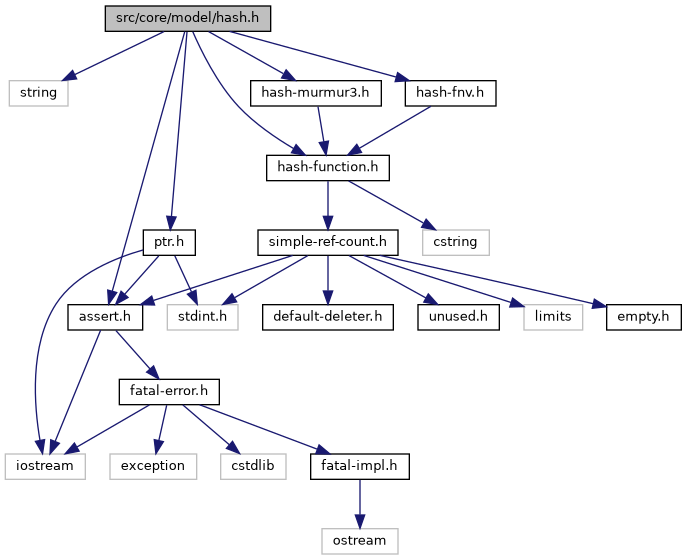 src/core/model/hash.h
string
hash-murmur3.h
hash-fnv.h
hash-function.h
ptr.h
simple-ref-count.h
cstring
assert.h
stdint.h
default-deleter.h
unused.h
limits
empty.h
fatal-error.h
iostream
exception
cstdlib
fatal-impl.h
ostream